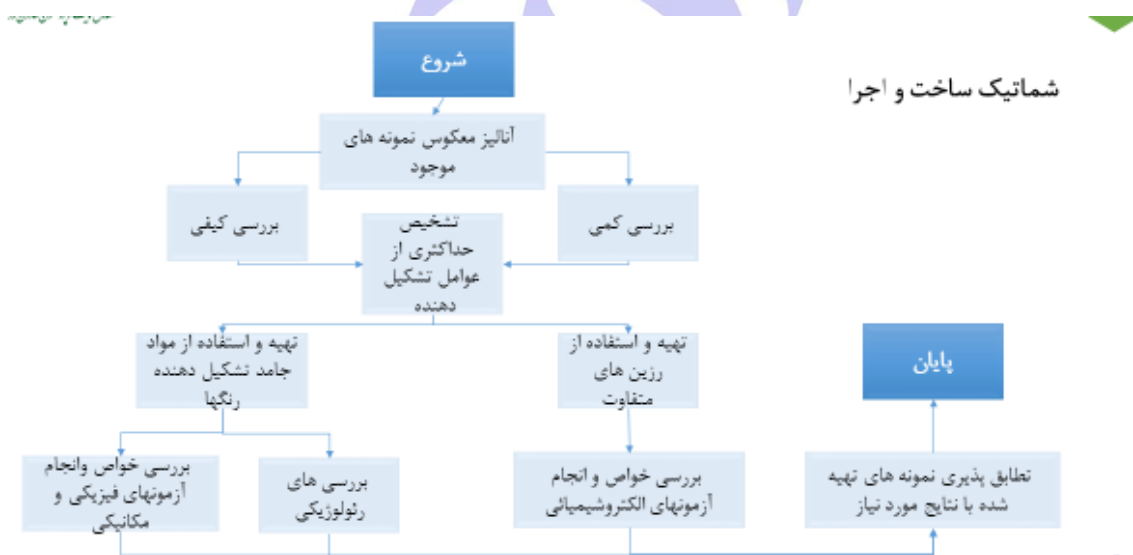 شماتیک ساخت و اجرا
شروع
آنالیز معکوس نمونه های
موجود
بررسی کمی
بررسی کیفی
تشخیص
حداکثری از
عوامل تشکیل
دهنده
تهیه و استفاده از
رزین های
متفاوت
تهیه و استفاده از مواد
جامد تشکیل دهنده
رنگها
بررسی خواص و انجام
آزمونهای الکتروشیمیائی
بررسی های
رئولوژیکی
بررسی خواص وانجام
آزمونهای فیزیکی و
مکانیکی
تطابق پذیری نمونه های تهیه
شده با نتایج مورد نیاز
پایان